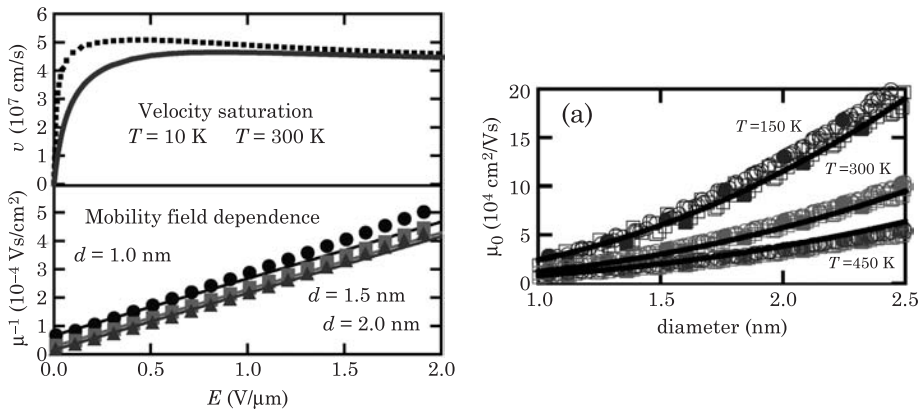 6
5
4
3
2
1
0
v (10⁷ cm/s)
Velocity saturation
T = 10 K T = 300 K
5
4
3
2
1
0
μ⁻¹ (10⁻⁴ Vs/cm²)
Mobility field dependence
d = 1.0 nm
d = 1.5 nm
d = 2.0 nm
0.0 0.5 1.0 1.5 2.0
E (V/μm)
(a)
20
15
10
5
0
μ₀ (10⁴ cm²/Vs)
T=150 K
T=300 K
T=450 K
1.0 1.5 2.0 2.5
diameter (nm)